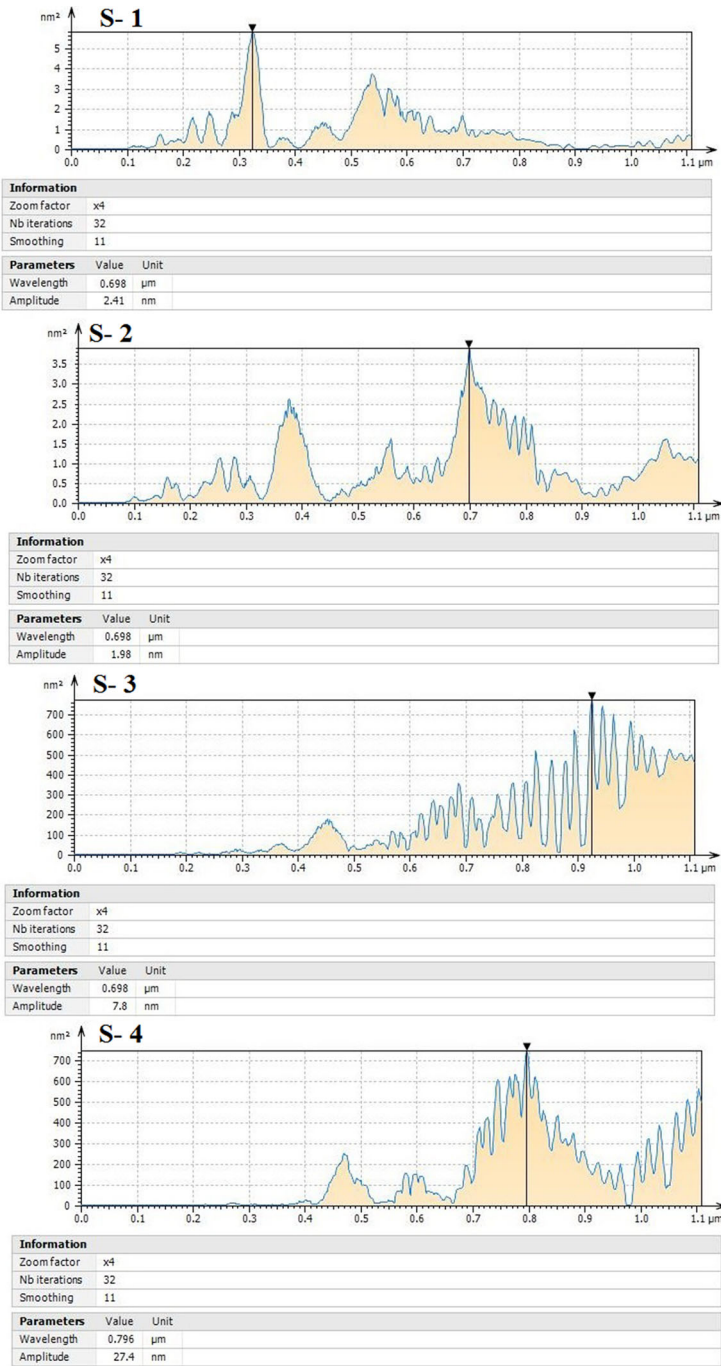 nm² S- 1
5
4
3
2
1
0
0.0 0.1 0.2 0.3 0.4 0.5 0.6 0.7 0.8 0.9 1.0 1.1 µm
Information
Zoom factor x4
Nb iterations 32
Smoothing 11
Parameters Value Unit
Wavelength 0.698 µm
Amplitude 2.41 nm
nm² S- 2
3.5
3.0
2.5
2.0
1.5
1.0
0.5
0.0
0.0 0.1 0.2 0.3 0.4 0.5 0.6 0.7 0.8 0.9 1.0 1.1 µm
Information
Zoom factor x4
Nb iterations 32
Smoothing 11
Parameters Value Unit
Wavelength 0.698 µm
Amplitude 1.98 nm
nm² S- 3
700
600
500
400
300
200
100
0
0.0 0.1 0.2 0.3 0.4 0.5 0.6 0.7 0.8 0.9 1.0 1.1 µm
Information
Zoom factor x4
Nb iterations 32
Smoothing 11
Parameters Value Unit
Wavelength 0.698 µm
Amplitude 7.8 nm
nm² S- 4
700
600
500
400
300
200
100
0
0.0 0.1 0.2 0.3 0.4 0.5 0.6 0.7 0.8 0.9 1.0 1.1 µm
Information
Zoom factor x4
Nb iterations 32
Smoothing 11
Parameters Value Unit
Wavelength 0.796 µm
Amplitude 27.4 nm